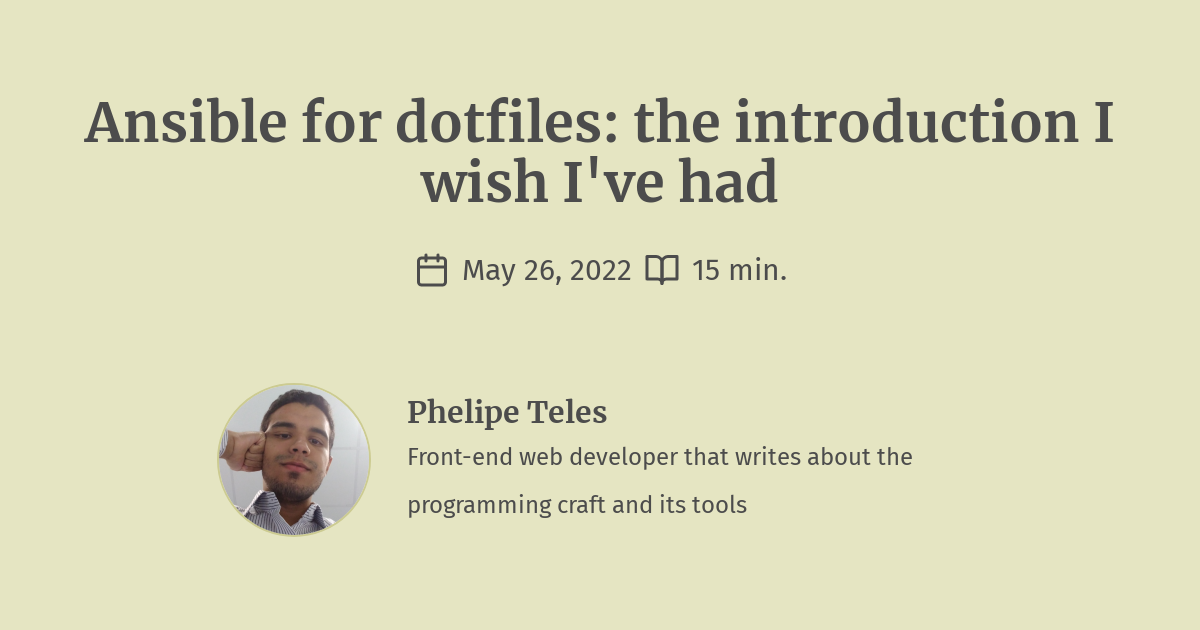 Ansible for dotfiles: the introduction I
wish I've had
May 26, 2022 15 min.
Phelipe Teles
Front-end web developer that writes about the
programming craft and its tools